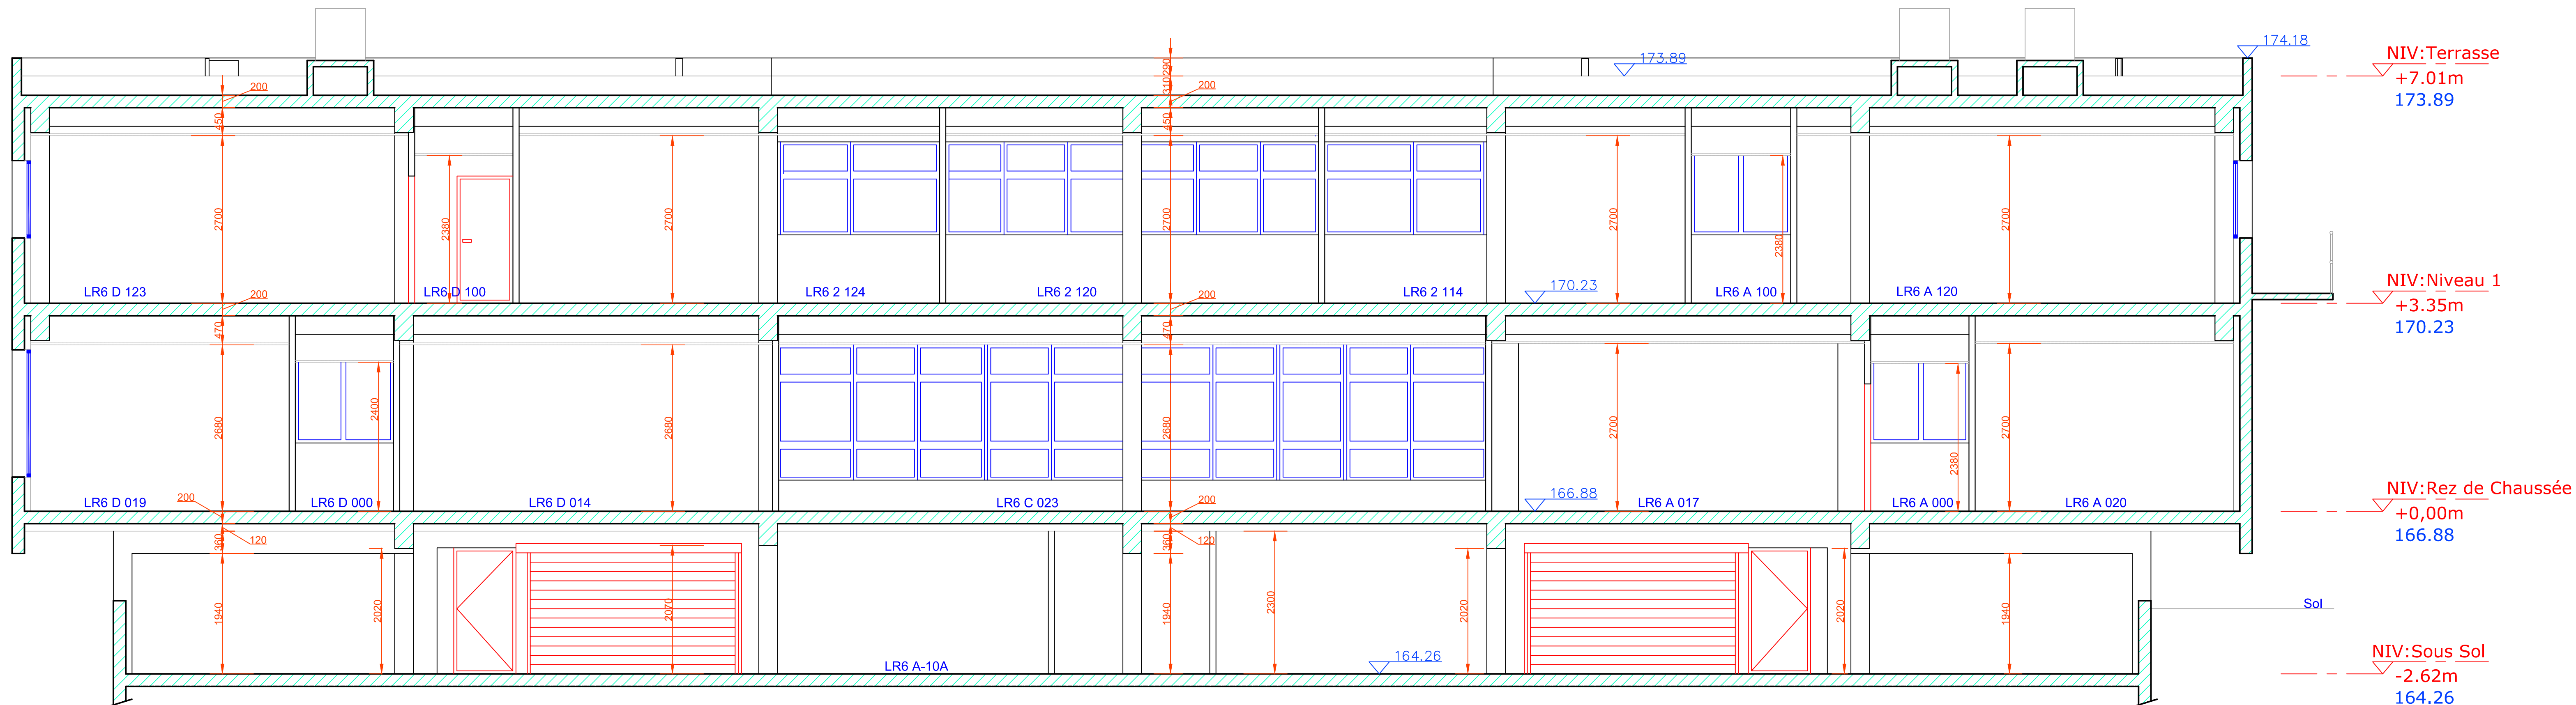 174.18
173.89
NIV:Terrasse
+7.01m
173.89
290
310
200
200
450
450
2700
2380
2700
2700
2700
2380
2700
LR6 D 123
LR6 D 100
LR6 2 124
LR6 2 120
LR6 2 114
170.23
LR6 A 100
LR6 A 120
NIV:Niveau 1
+3.35m
170.23
200
200
470
470
2680
2400
2680
2680
2700
2380
2700
LR6 D 019
LR6 D 000
LR6 D 014
LR6 C 023
166.88
LR6 A 017
LR6 A 000
LR6 A 020
NIV:Rez de Chaussée
+0,00m
166.88
200
200
360
120
360
120
1940
2020
2070
1940
2300
2020
2020
1940
Sol
LR6 A-10A
164.26
NIV:Sous Sol
-2.62m
164.26